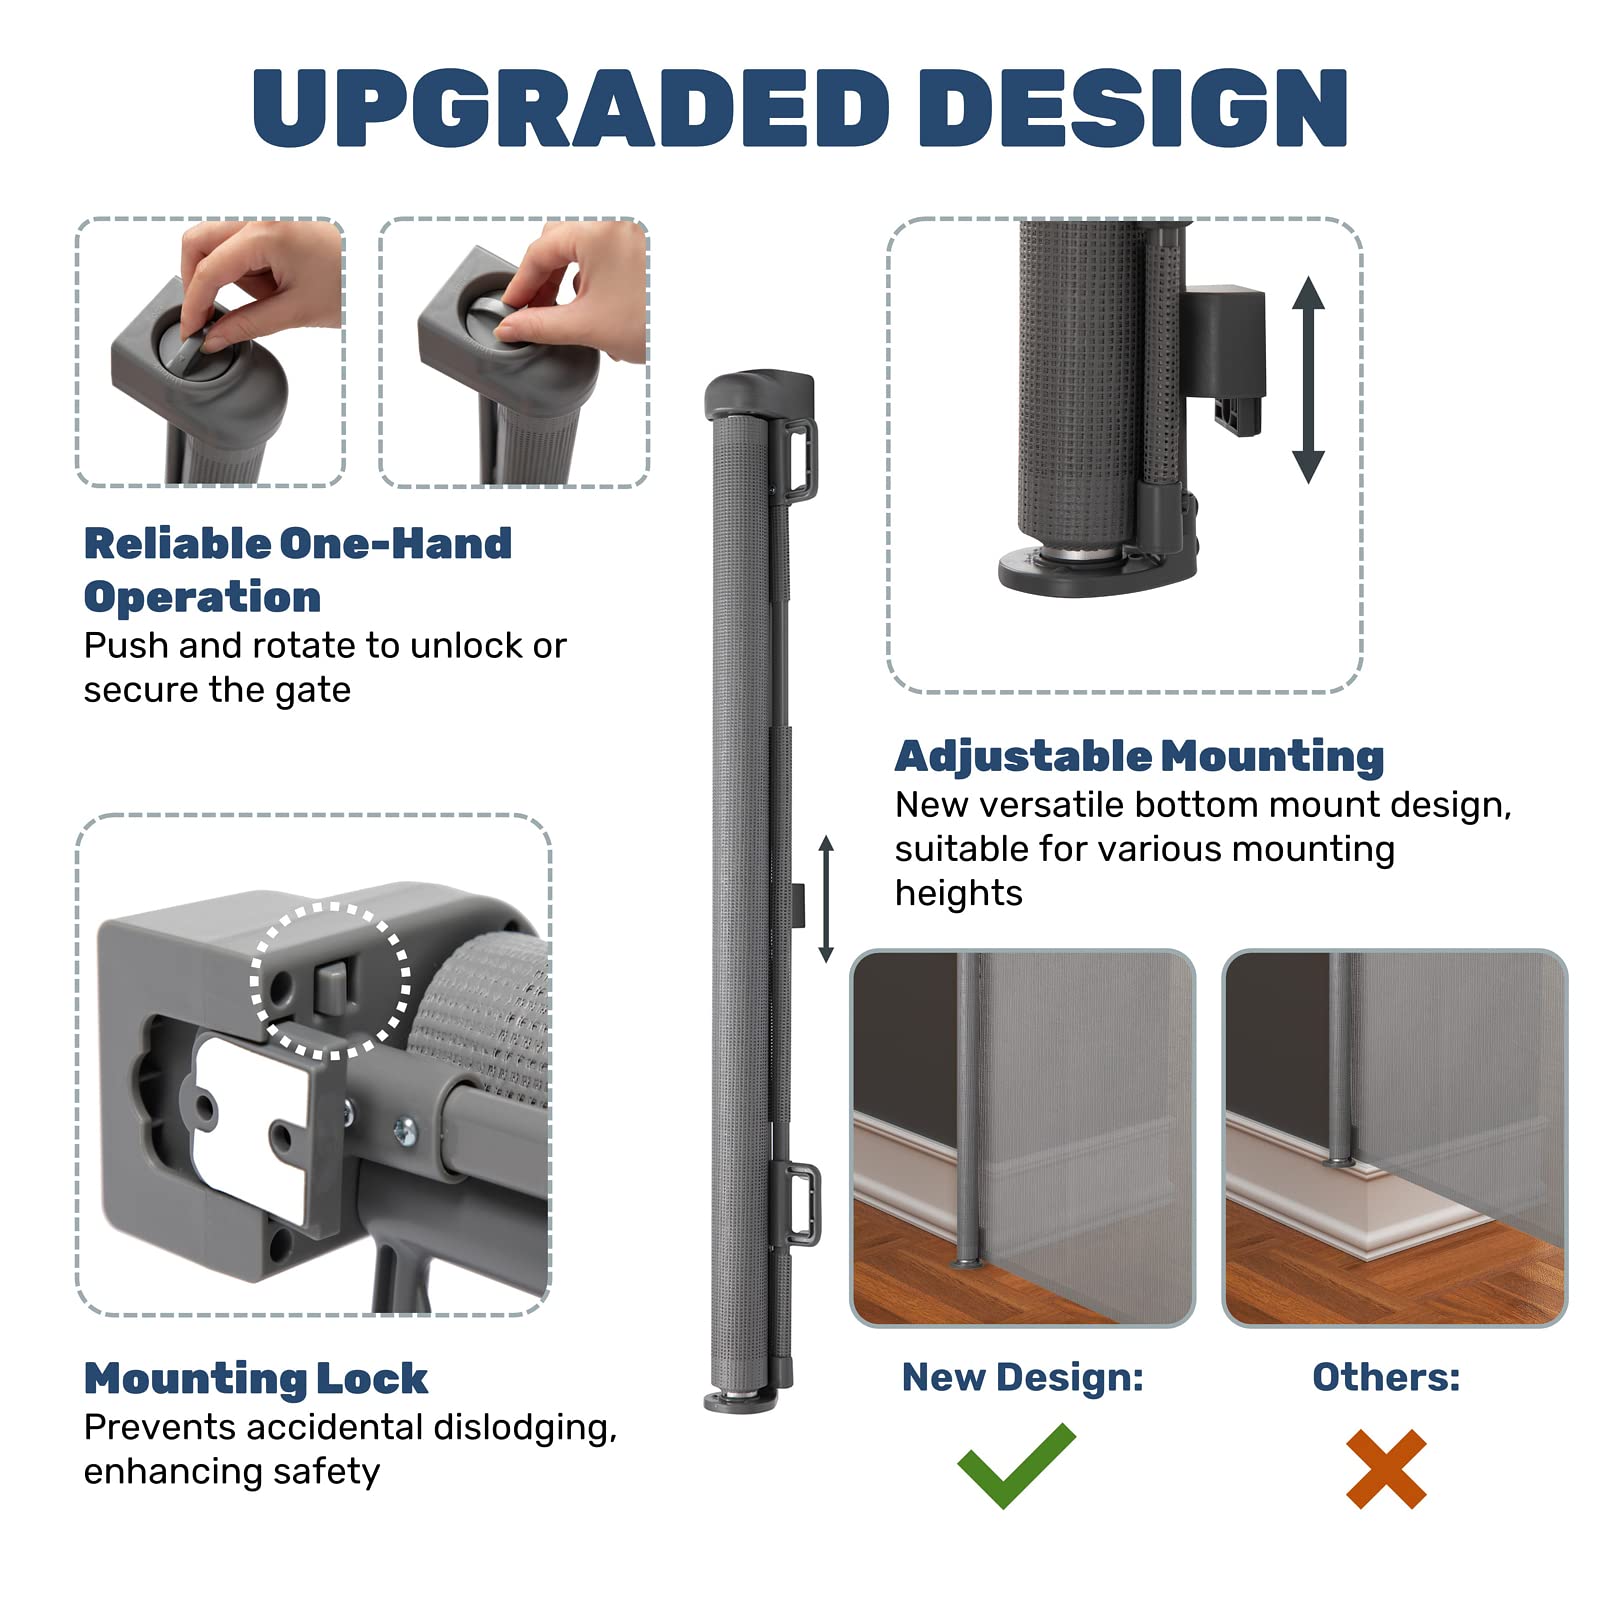 UPGRADED DESIGN
Reliable One-Hand
Operation
Push and rotate to unlock or
secure the gate
Adjustable Mounting
New versatile bottom mount design,
suitable for various mounting
heights
Mounting Lock
Prevents accidental dislodging,
enhancing safety
New Design:
Others: